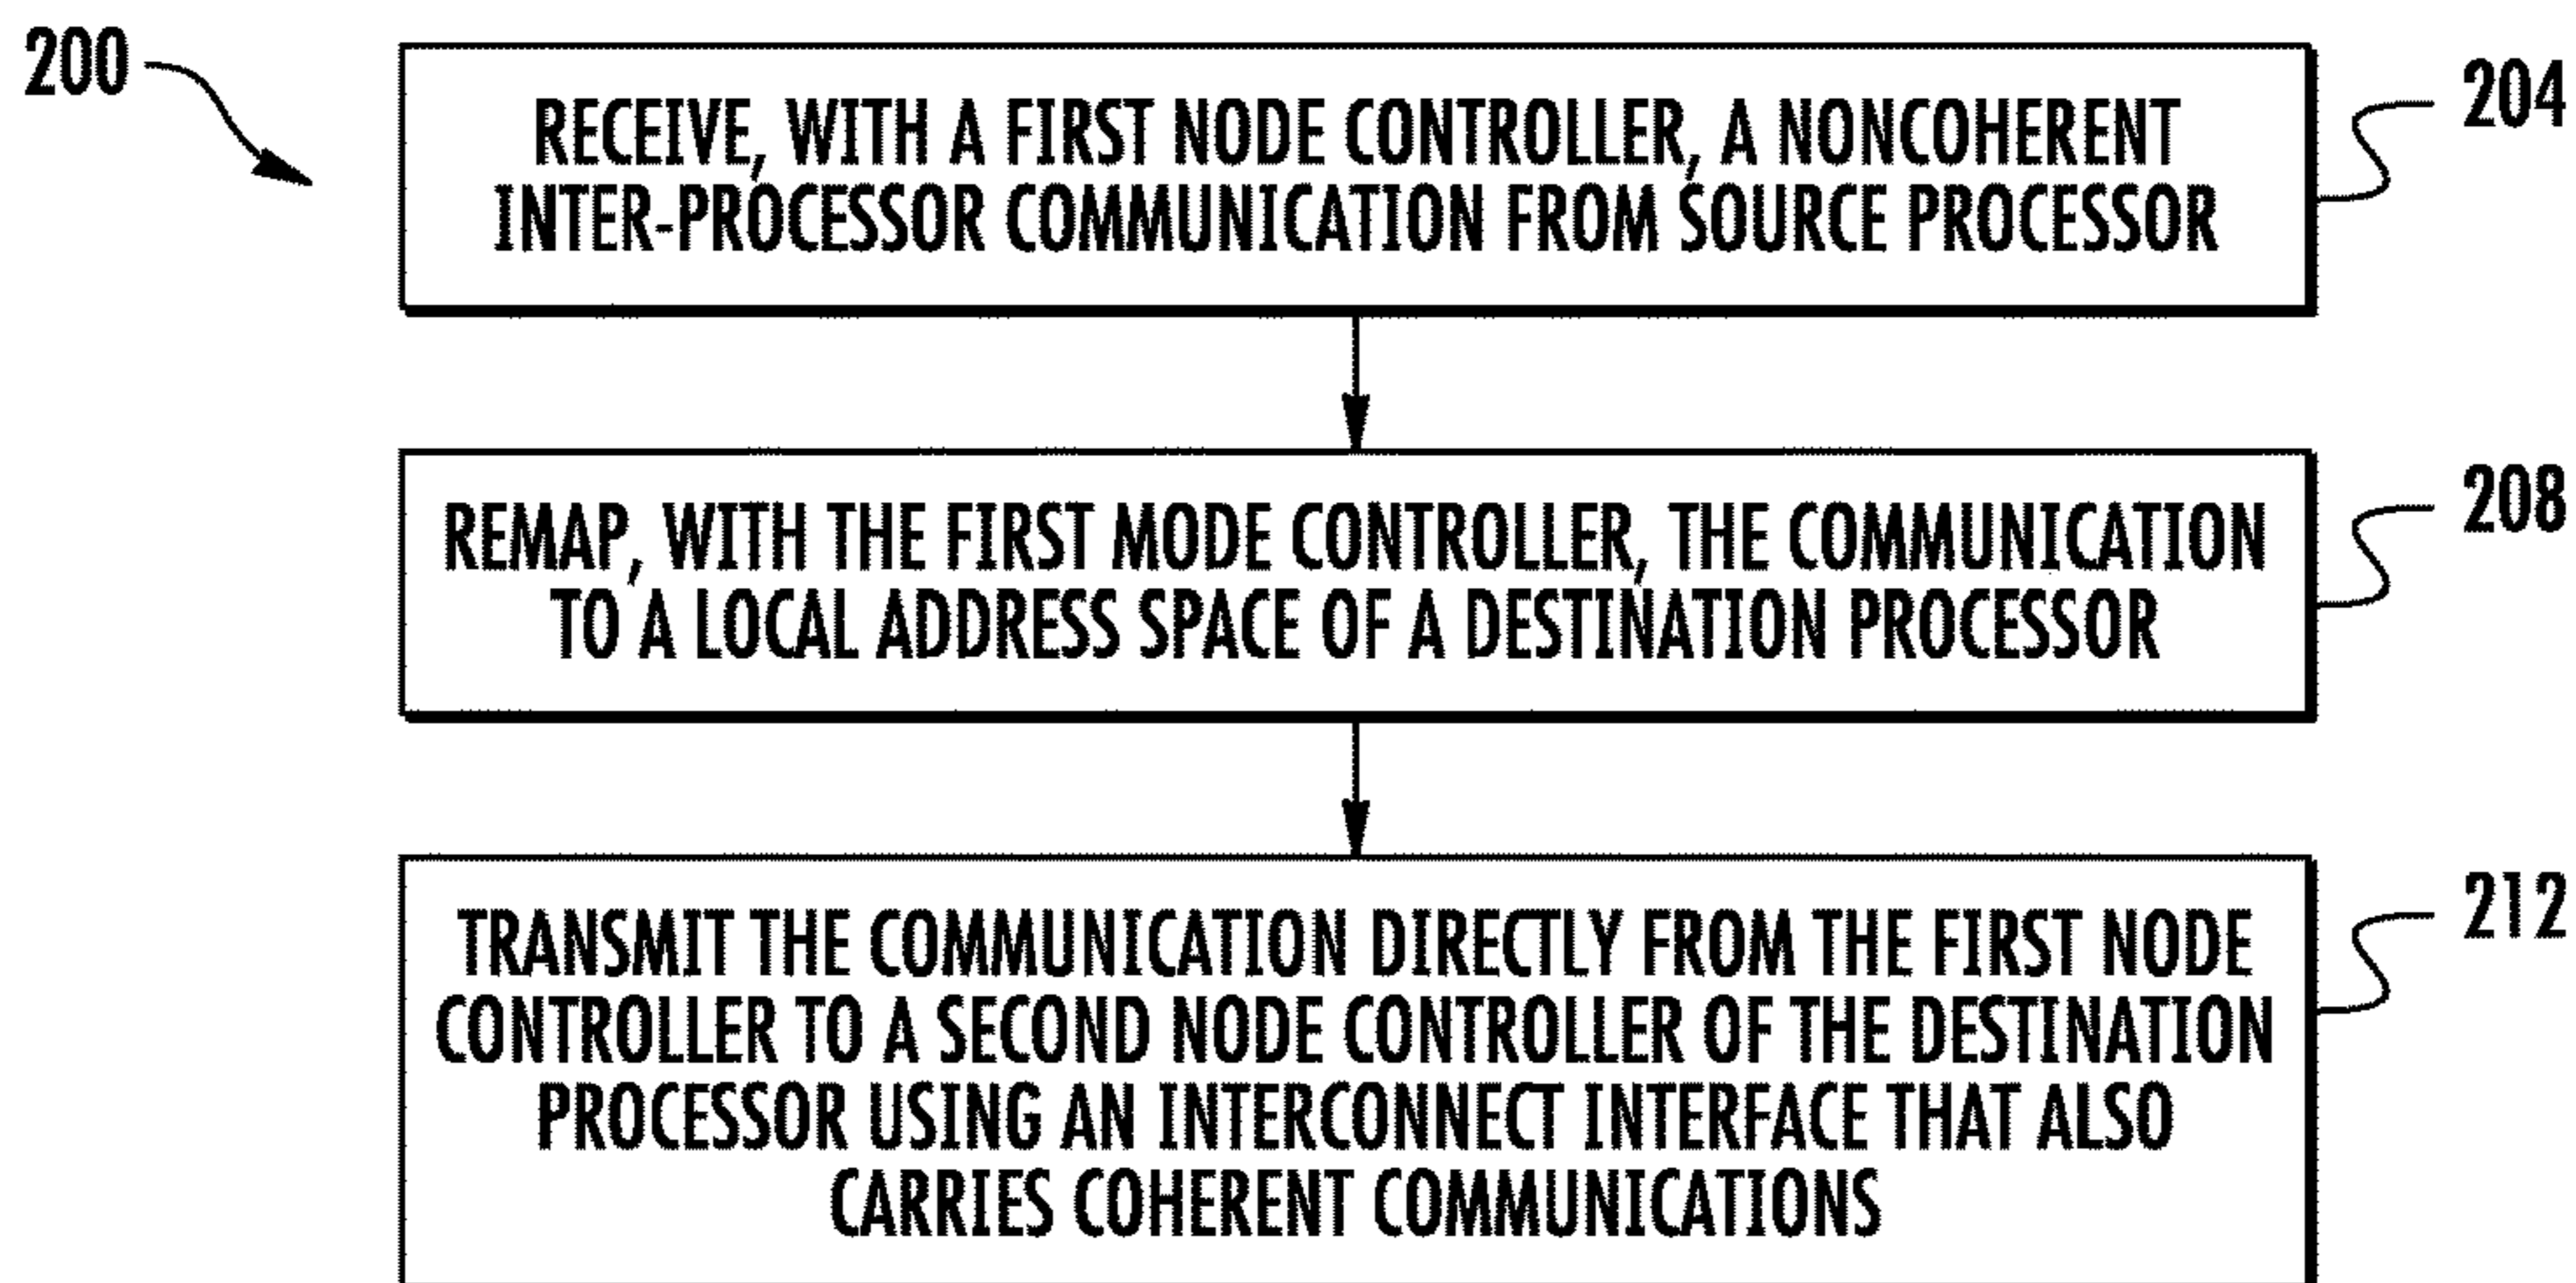 200
RECEIVE, WITH A FIRST NODE CONTROLLER, A NONCOHERENT
INTER-PROCESSOR COMMUNICATION FROM SOURCE PROCESSOR
204
REMAP, WITH THE FIRST MODE CONTROLLER, THE COMMUNICATION
TO A LOCAL ADDRESS SPACE OF A DESTINATION PROCESSOR
208
TRANSMIT THE COMMUNICATION DIRECTLY FROM THE FIRST NODE
CONTROLLER TO A SECOND NODE CONTROLLER OF THE DESTINATION
PROCESSOR USING AN INTERCONNECT INTERFACE THAT ALSO
CARRIES COHERENT COMMUNICATIONS
212